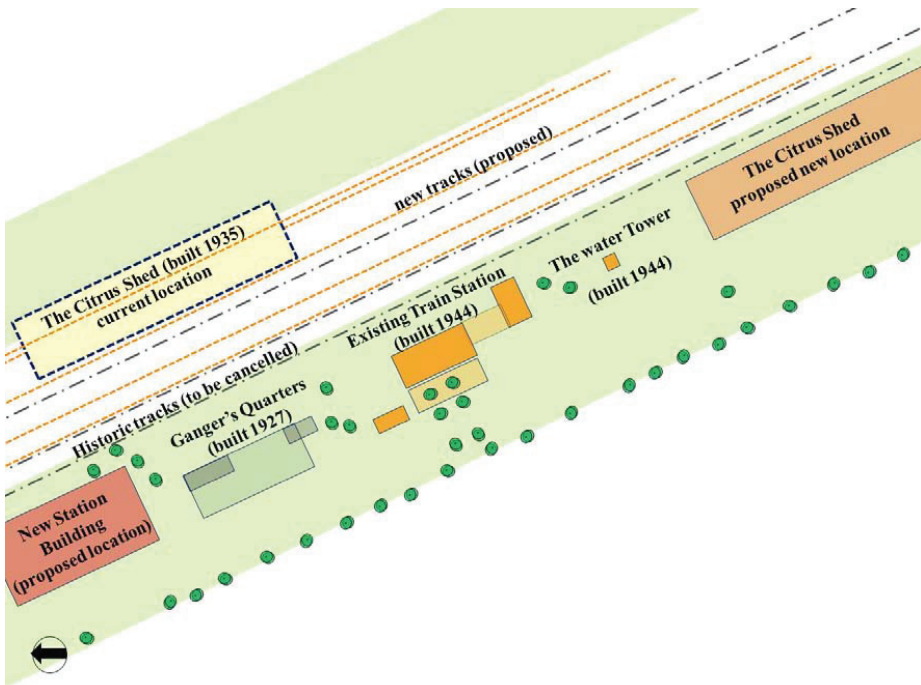 The Citrus Shed
proposed new location
new tracks (proposed)
The Citrus Shed (built 1935)
current location
The water Tower
(built 1944)
Existing Train Station
(built 1944)
Historic tracks (to be cancelled)
Ganger's Quarters
(built 1927)
New Station
Building
(proposed location)